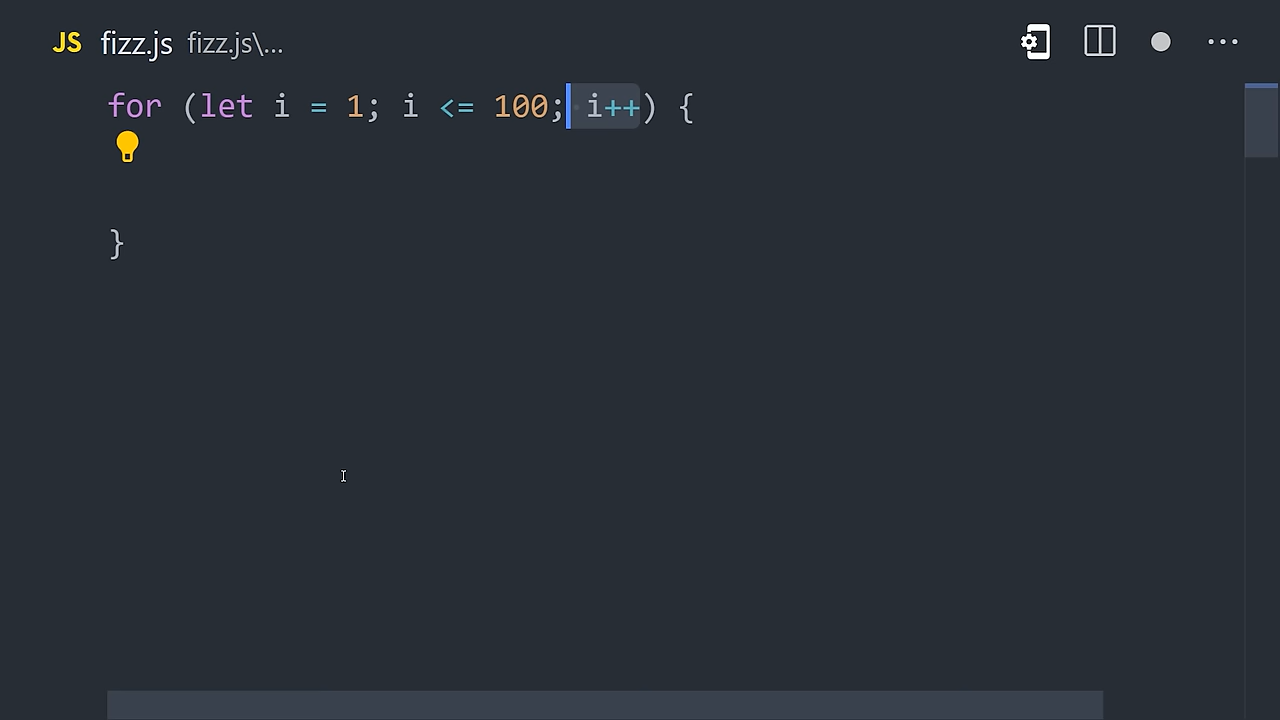 JS fizz.js fizz.js\...
for (let i = 1; i <= 100; i++) {
}